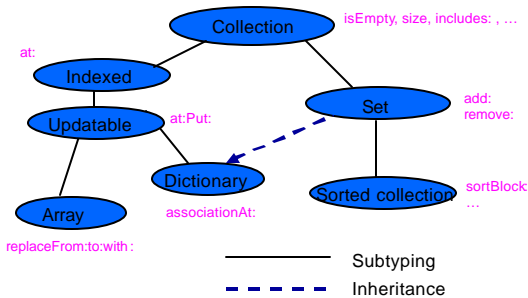 Collection
isEmpty, size, includes: , …
at:
Indexed
Updatable
at:Put:
Set
add:
remove:
Dictionary
associationAt:
Sorted collection
sortBlock:
…
Array
replaceFrom:to:with:
Subtyping
Inheritance